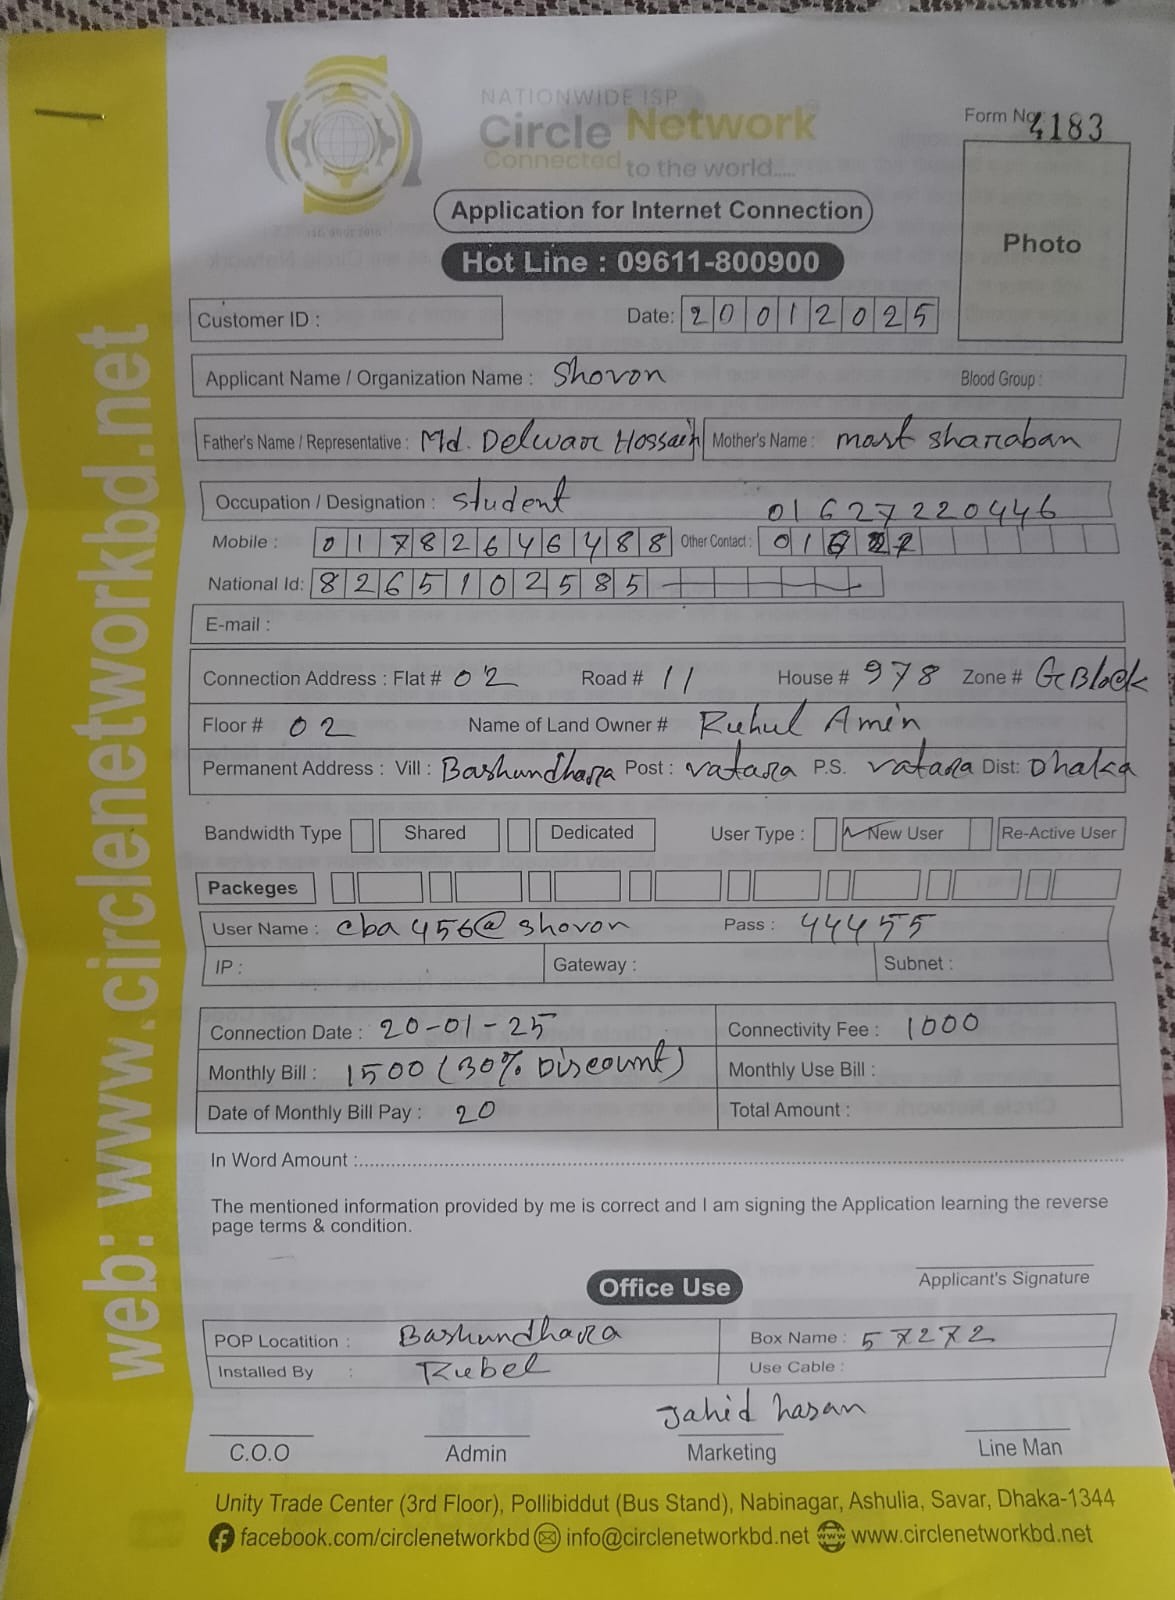 NATIONWIDE ISP
Circle Network
Connected to the world.....
Form No 4183
Application for Internet Connection
Hot Line : 09611-800900
Photo
Customer ID :
Date: 20012025
Applicant Name / Organization Name : Shovon Blood Group :
Father's Name / Representative : Md. Delwar Hossain Mother's Name : most sharaban
Occupation / Designation : student
01627220446
Mobile : 01782646488 Other Contact : 01
National Id: 8265102585
E-mail :
Connection Address : Flat # 02 Road # 11 House # 978 Zone # G Block
Floor # 02 Name of Land Owner # Ruhul Amin
Permanent Address : Vill : Bashundhara Post : vatara P.S. vatara Dist: Dhaka
Bandwidth Type Shared Dedicated User Type : New User Re-Active User
Packeges
User Name : cba456@shovon Pass : 44455
IP : Gateway : Subnet :
Connection Date : 20-01-25 Connectivity Fee : 1000
Monthly Bill : 1500 (30% Discount) Monthly Use Bill :
Date of Monthly Bill Pay : 20 Total Amount :
In Word Amount :
The mentioned information provided by me is correct and I am signing the Application learning the reverse
page terms & condition.
Applicant's Signature
Office Use
POP Locatition : Bashundhara Box Name : 57272
Installed By : Rubel Use Cable :
Jahid hasan
C.O.O Admin Marketing Line Man
Unity Trade Center (3rd Floor), Pollibiddut (Bus Stand), Nabinagar, Ashulia, Savar, Dhaka-1344
facebook.com/circlenetworkbd info@circlenetworkbd.net www.circlenetworkbd.net
web: www.circlenetworkbd.net